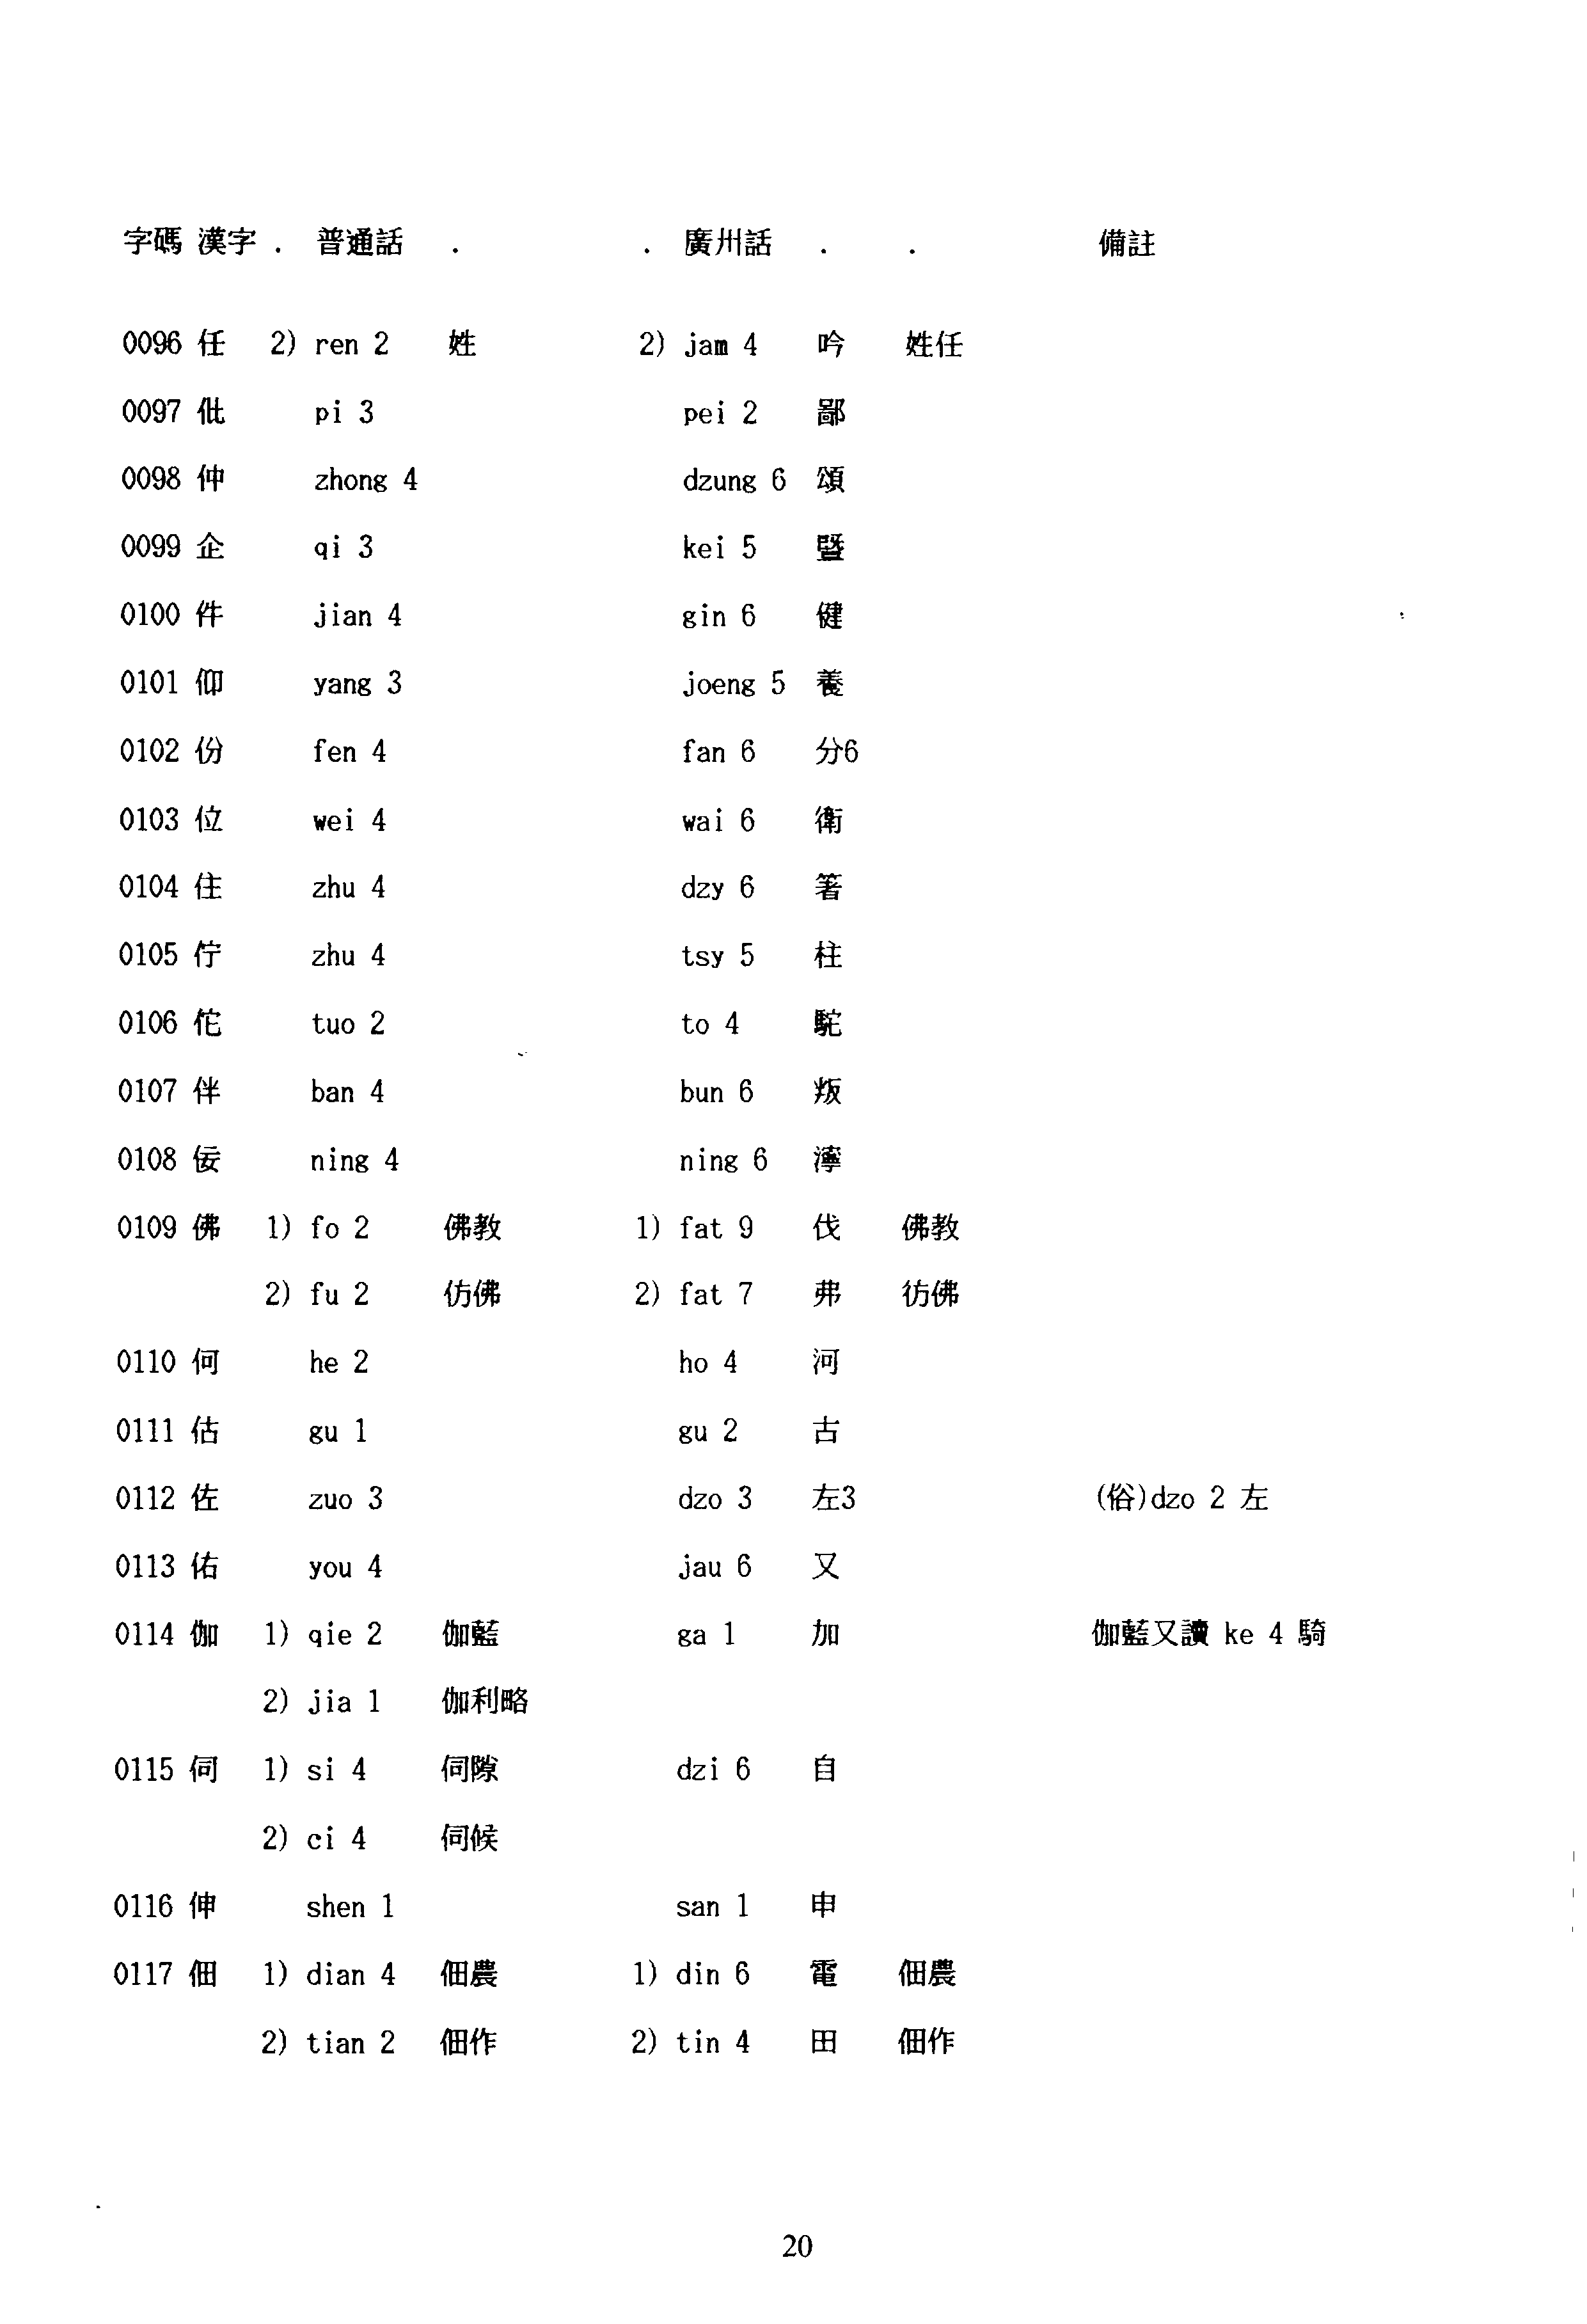 字碼 漢字 . 普通話 . . 廣州話 . . 備註
0096 任 2) ren 2 姓 2) jam 4 吟 姓任
0097 仳 pi 3 pei 2 鄙
0098 仲 zhong 4 dzung 6 頌
0099 企 qi 3 kei 5
0100 件 jian 4 gin 6 健
0101 仰 yang 3 joeng 5 養
0102 份 fen 4 fan 6 分6
0103 位 wei 4 wai 6 衛
0104 住 zhu 4 dzy 6 箸
0105 佇 zhu 4 tsy 5 柱
0106 佗 tuo 2 to 4 駝
0107 伴 ban 4 bun 6 叛
0108 佞 ning 4 ning 6 濘
0109 佛 1) fo 2 佛教 1) fat 9 伐 佛教
2) fu 2 仿佛 2) fat 7 弗 彷佛
0110 何 he 2 ho 4 河
0111 估 gu 1 gu 2 古
0112 佐 zuo 3 dzo 3 左3 (俗)dzo 2 左
0113 佑 you 4 jau 6 又
0114 伽 1) qie 2 伽藍 ga 1 加 伽藍又讀 ke 4 騎
2) jia 1 伽利略
0115 伺 1) si 4 伺隙 dzi 6 自
2) ci 4 伺候
0116 伸 shen 1 san 1 申
0117 佃 1) dian 4 佃農 1) din 6 電 佃農
2) tian 2 佃作 2) tin 4 田 佃作
20